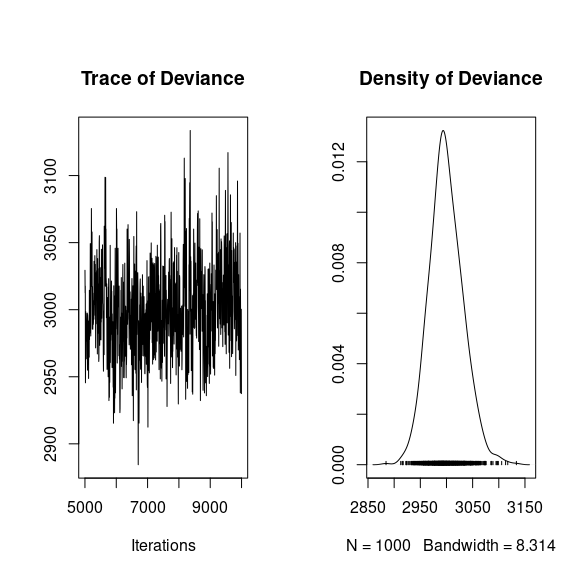 Trace of Deviance
3100
3050
3000
2950
2900
5000 7000 9000
Iterations
Density of Deviance
0.012
0.008
0.004
0.000
2850 2950 3050 3150
N = 1000 Bandwidth = 8.314